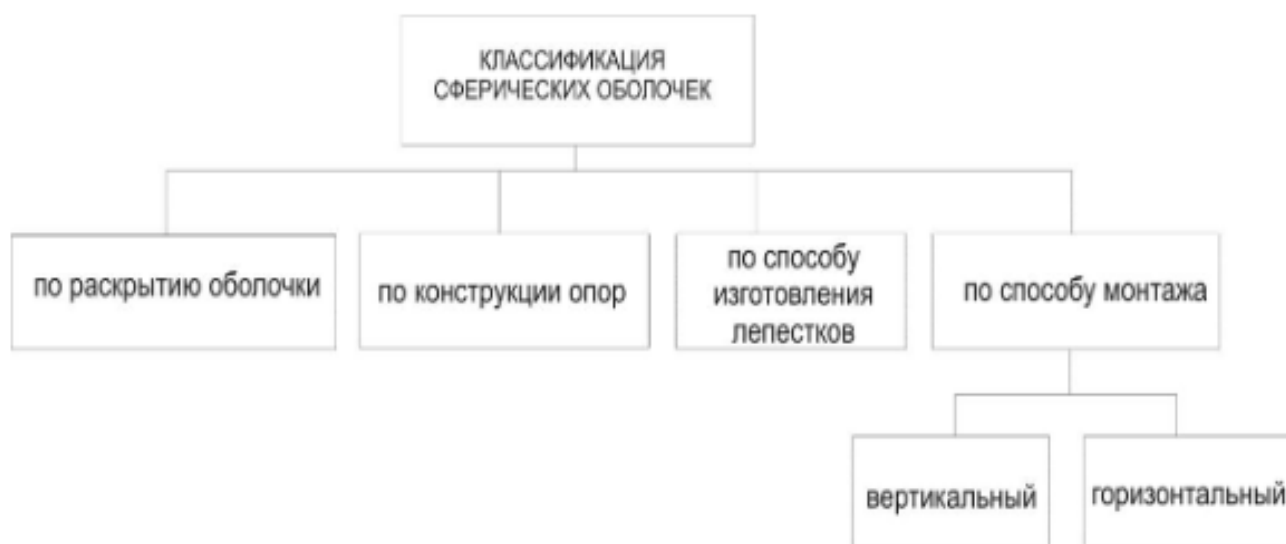 КЛАССИФИКАЦИЯ
СФЕРИЧЕСКИХ ОБОЛОЧЕК
по раскрытию оболочки
по конструкции опор
по способу
изготовления
лепестков
по способу монтажа
вертикальный
горизонтальный